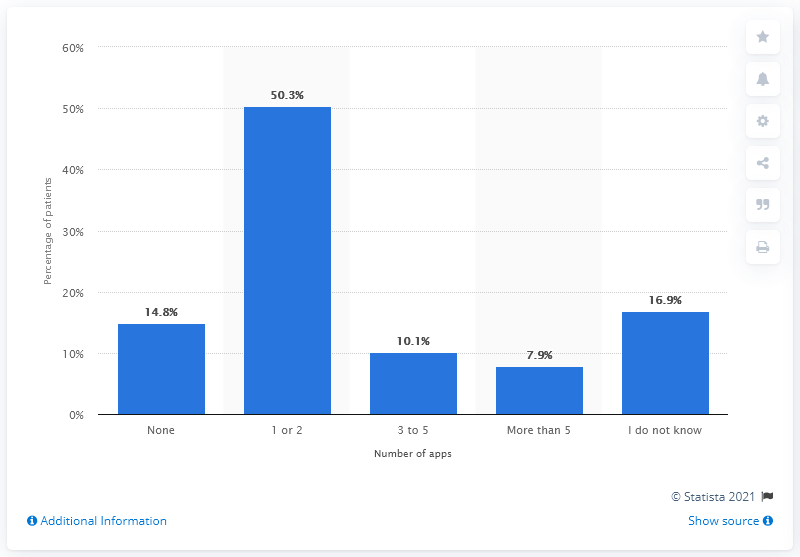 60%
50%
40%
30%
20%
10%
0%
Percentage of patients
14.8%
50.3%
10.1%
7.9%
16.9%
None
1 or 2
3 to 5
More than 5
I do not know
Number of apps
© Statista 2021
Additional Information
Show source